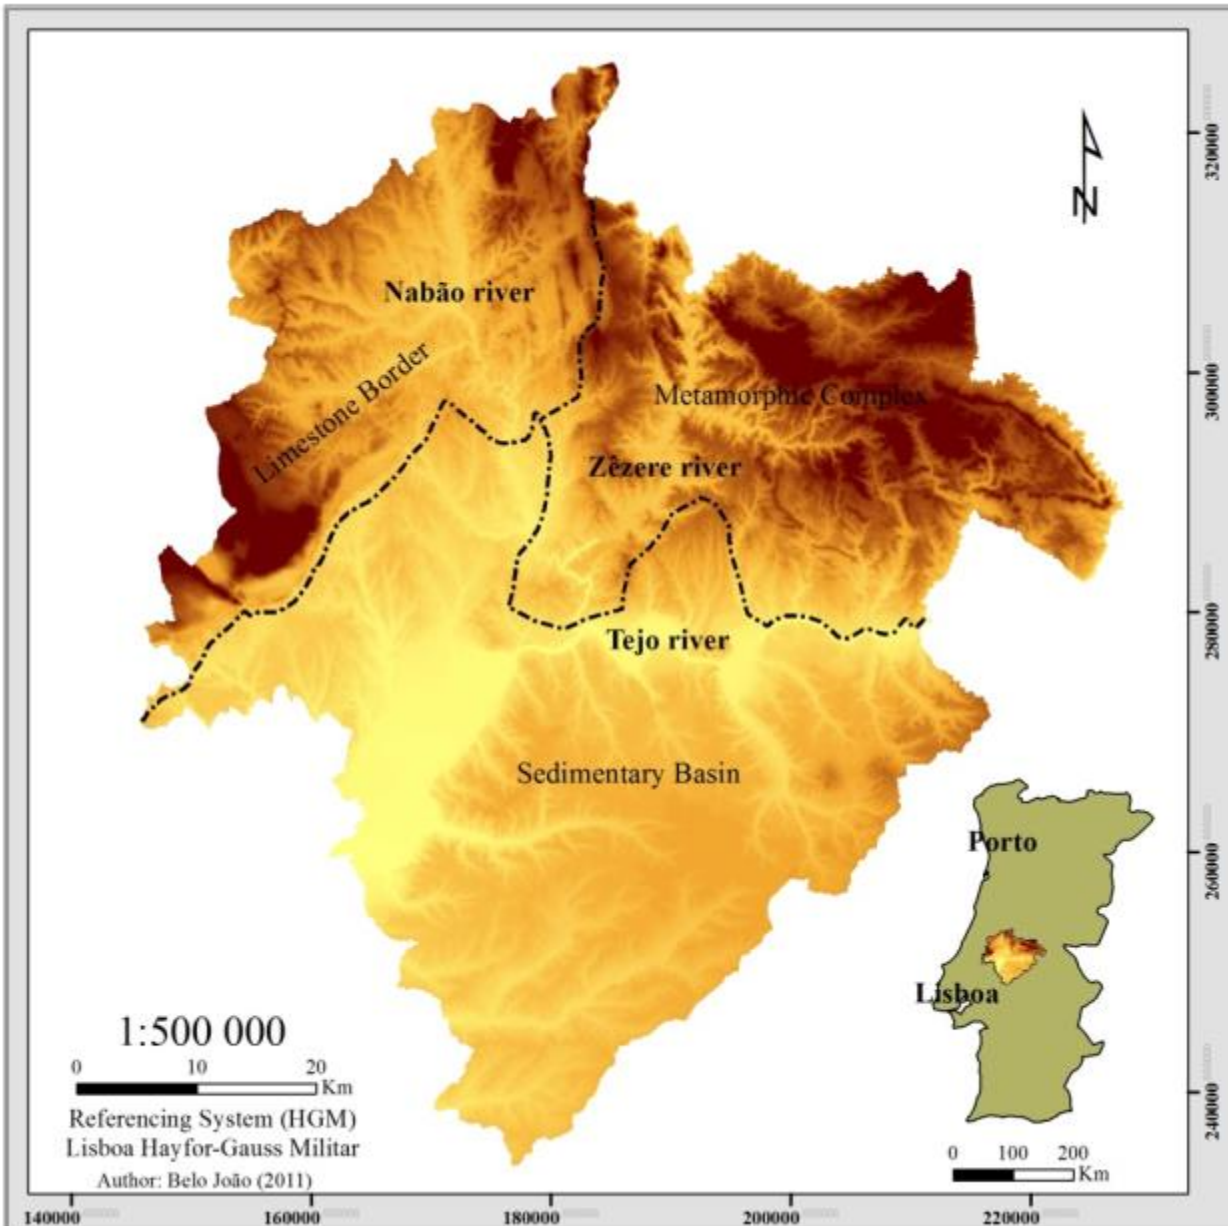 320000
Nabão river
300000
Limestone Border
Metamorphic Complex
Zêzere river
280000
Tejo river
Sedimentary Basin
Porto
260000
Lisboa
1:500 000
0 10 20
Km
Referencing System (HGM)
Lisboa Hayfor-Gauss Militar
Author: Belo João (2011)
240000
0 100 200
Km
140000 160000 180000 200000 220000
N